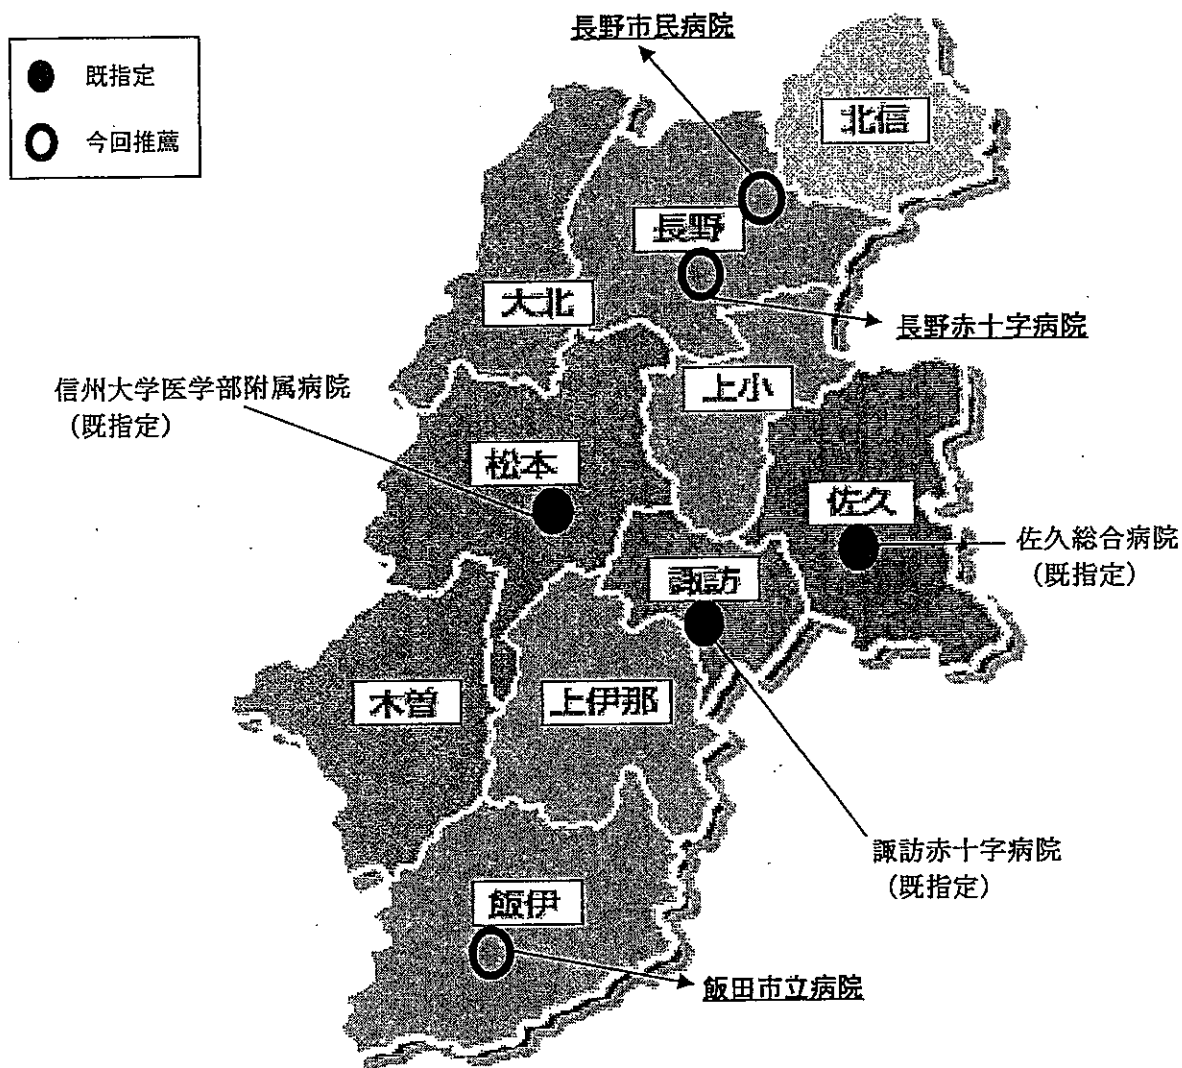 長野市民病院
既指定
今回推薦
北信
長野
大北
長野赤十字病院
信州大学医学部附属病院
（既指定）
上小
松本
佐久
佐久総合病院
（既指定）
諏訪
木曽
上伊那
諏訪赤十字病院
（既指定）
飯伊
飯田市立病院